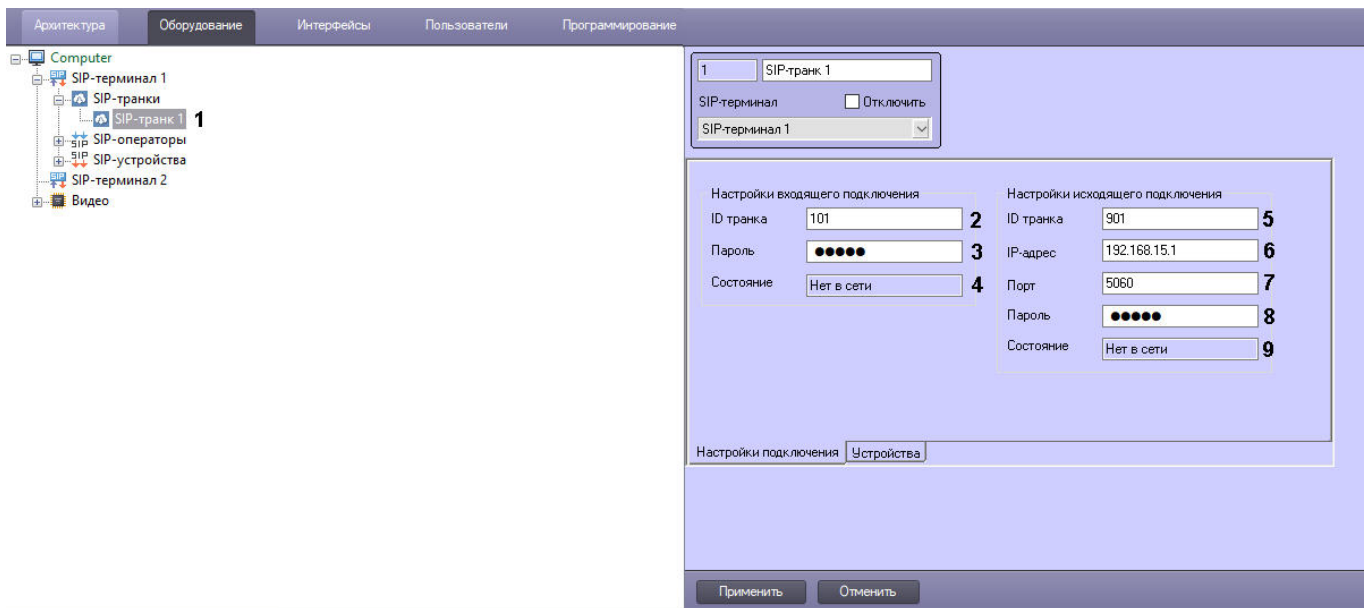 Архитектура Оборудование Интерфейсы Пользователи Программирование
Computer
SIP-терминал 1
SIP-транки
SIP-транк 1 1
SIP-операторы
SIP-устройства
SIP-терминал 2
Видео
1 SIP-транк 1
SIP-терминал Отключить
SIP-терминал 1
Настройки входящего подключения
ID транка 101 2
Пароль ●●●●● 3
Состояние Нет в сети 4
Настройки исходящего подключения
ID транка 901 5
IP-адрес 192.168.15.1 6
Порт 5060 7
Пароль ●●●●● 8
Состояние Нет в сети 9
Настройки подключения Устройства
Применить Отменить